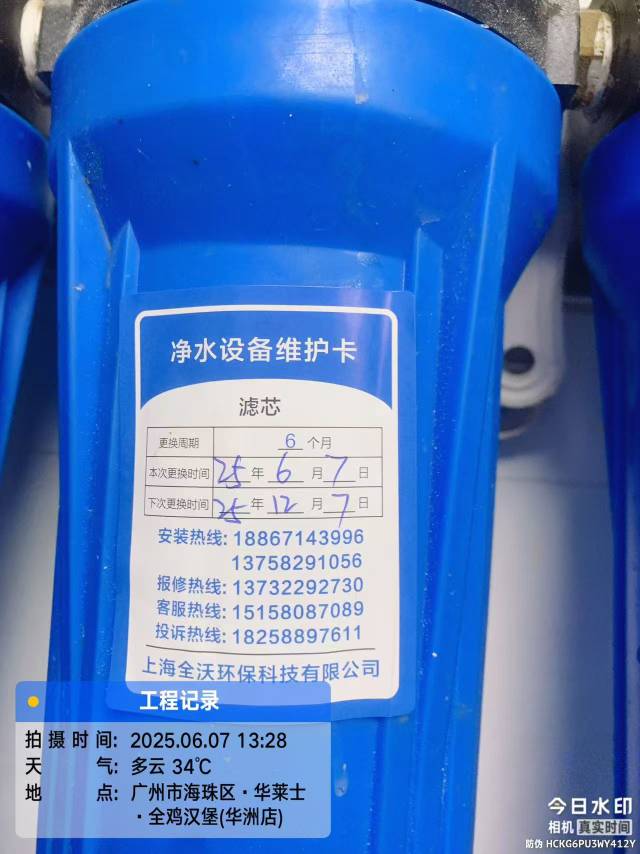 净水设备维护卡
滤芯
更换周期 6 个月
本次更换时间 25 年 6 月 7 日
下次更换时间 25 年 12 月 7 日
安装热线: 18867143996
13758291056
报修热线: 13732292730
客服热线: 15158087089
投诉热线: 18258897611
上海全沃环保科技有限公司
工程记录
拍摄时间: 2025.06.07 13:28
天气: 多云 34℃
地点: 广州市海珠区·华莱士
·全鸡汉堡(华洲店)
今日水印
相机 真实时间
防伪 HCKG6PU3WY412Y